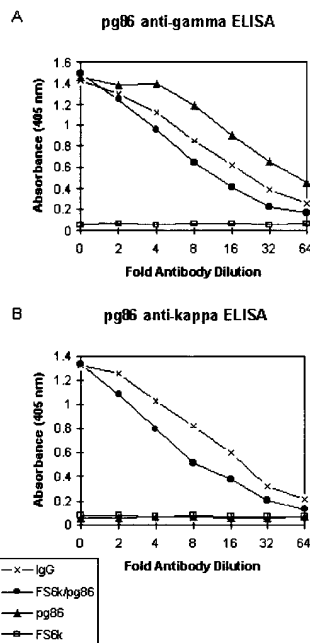 A
pg86 anti-gamma ELISA
Absorbance (405 nm)
1.6
1.4
1.2
1
0.8
0.6
0.4
0.2
0
0 2 4 8 16 32 64
Fold Antibody Dilution
B
pg86 anti-kappa ELISA
Absorbance (405 nm)
1.4
1.2
1
0.8
0.6
0.4
0.2
0
0 2 4 8 16 32 64
Fold Antibody Dilution
IgG
FS6k/pg86
pg86
FS6k